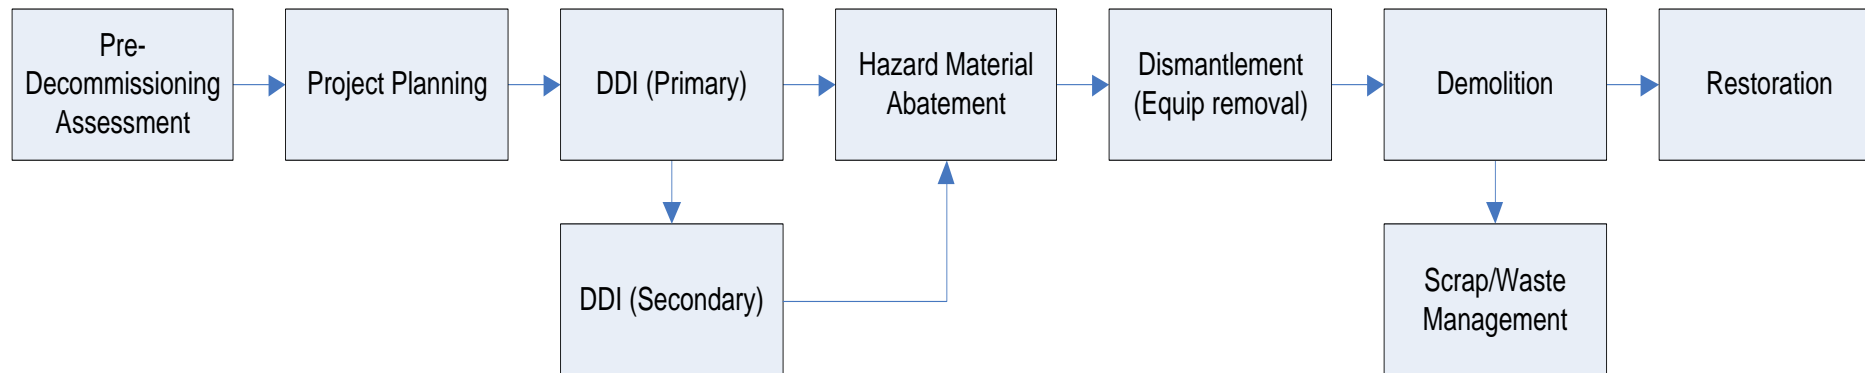 Pre-
Decommissioning
Assessment
Project Planning
DDI (Primary)
Hazard Material
Abatement
Dismantlement
(Equip removal)
Demolition
Restoration
DDI (Secondary)
Scrap/Waste
Management